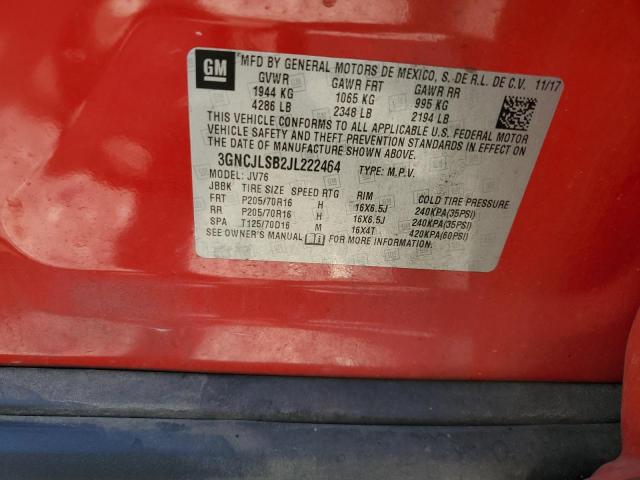 GM
MFD BY GENERAL MOTORS DE MEXICO, S. DE R.L. DE C.V. 11/17
GVWR GAWR FRT GAWR RR
1944 KG 1065 KG 995 KG
4286 LB 2348 LB 2194 LB
THIS VEHICLE CONFORMS TO ALL APPLICABLE U.S. FEDERAL MOTOR
VEHICLE SAFETY AND THEFT PREVENTION STANDARDS IN EFFECT ON
THE DATE OF MANUFACTURE SHOWN ABOVE.
3GNCJLSB2JL222464 TYPE: M.P.V.
MODEL: JV76
JBBK TIRE SIZE SPEED RTG RIM COLD TIRE PRESSURE
FRT P205/70R16 H 16X6.5J 240KPA(35PSI)
RR P205/70R16 H 16X6.5J 240KPA(35PSI)
SPA T125/70D16 M 16X4T 420KPA(60PSI)
SEE OWNER'S MANUAL FOR MORE INFORMATION.